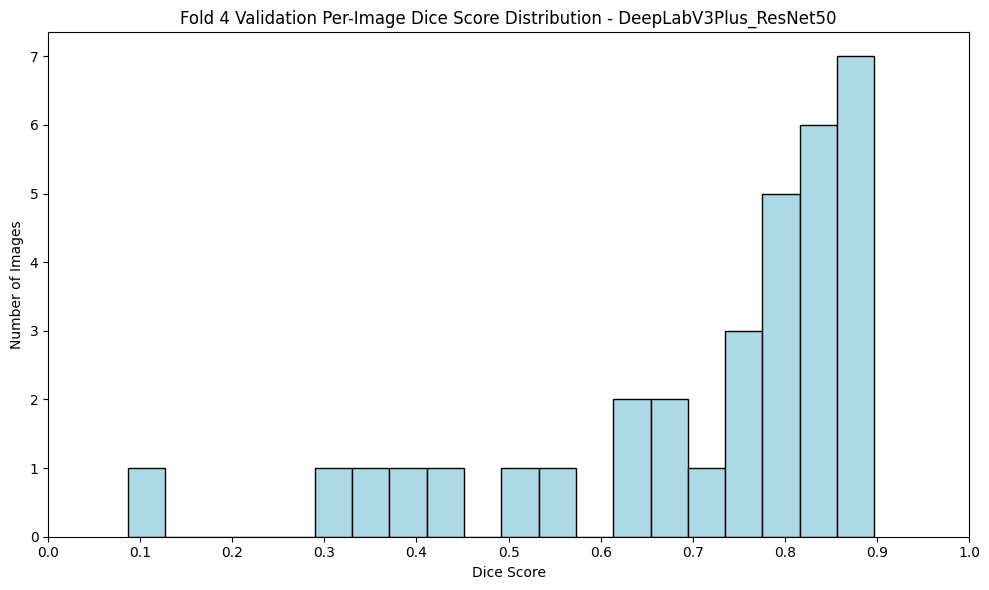 Fold 4 Validation Per-Image Dice Score Distribution - DeepLabV3Plus_ResNet50
Number of Images
7
6
5
4
3
2
1
0
0.0 0.1 0.2 0.3 0.4 0.5 0.6 0.7 0.8 0.9 1.0
Dice Score